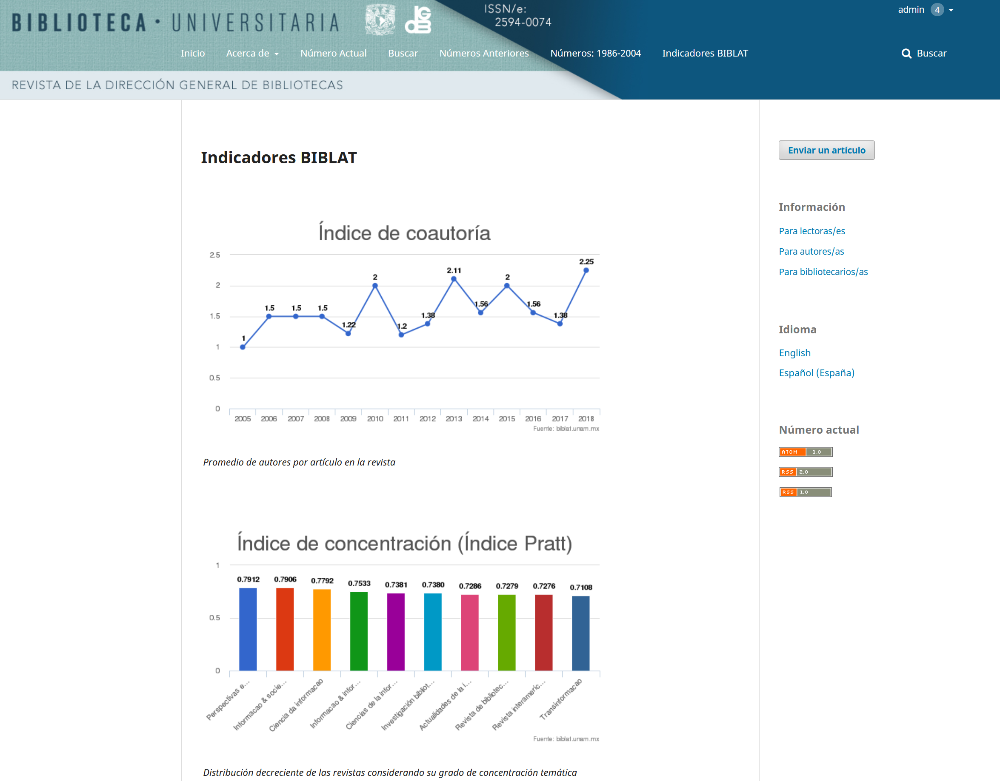 BIBLIOTECA · UNIVERSITARIA
ISSN/e:
2594-0074
admin 4
Inicio Acerca de Número Actual Buscar Números Anteriores Números: 1986-2004 Indicadores BIBLAT Buscar
REVISTA DE LA DIRECCIÓN GENERAL DE BIBLIOTECAS
Indicadores BIBLAT
Índice de coautoría
2.5
2
1.5
1
0.5
0
1 1.5 1.5 1.5 1.22 2 1.2 1.38 2.11 1.56 2 1.56 1.38 2.25
2005 2006 2007 2008 2009 2010 2011 2012 2013 2014 2015 2016 2017 2018
Fuente: biblat.unam.mx
Promedio de autores por artículo en la revista
Índice de concentración (Índice Pratt)
1
0.5
0
0.7912 0.7906 0.7792 0.7533 0.7381 0.7380 0.7286 0.7279 0.7276 0.7108
Perspectivas e...
Informacao & socie...
Ciencia da informacao
Informacao & infor...
Ciencias de la infor...
Investigación bibliot...
Actualidades de la i...
Revista de bibliotec...
Revista interameric...
Transinformacao
Fuente: biblat.unam.mx
Distribución decreciente de las revistas considerando su grado de concentración temática
Enviar un artículo
Información
Para lectoras/es
Para autores/as
Para bibliotecarios/as
Idioma
English
Español (España)
Número actual
ATOM 1.0
RSS 2.0
RSS 1.0